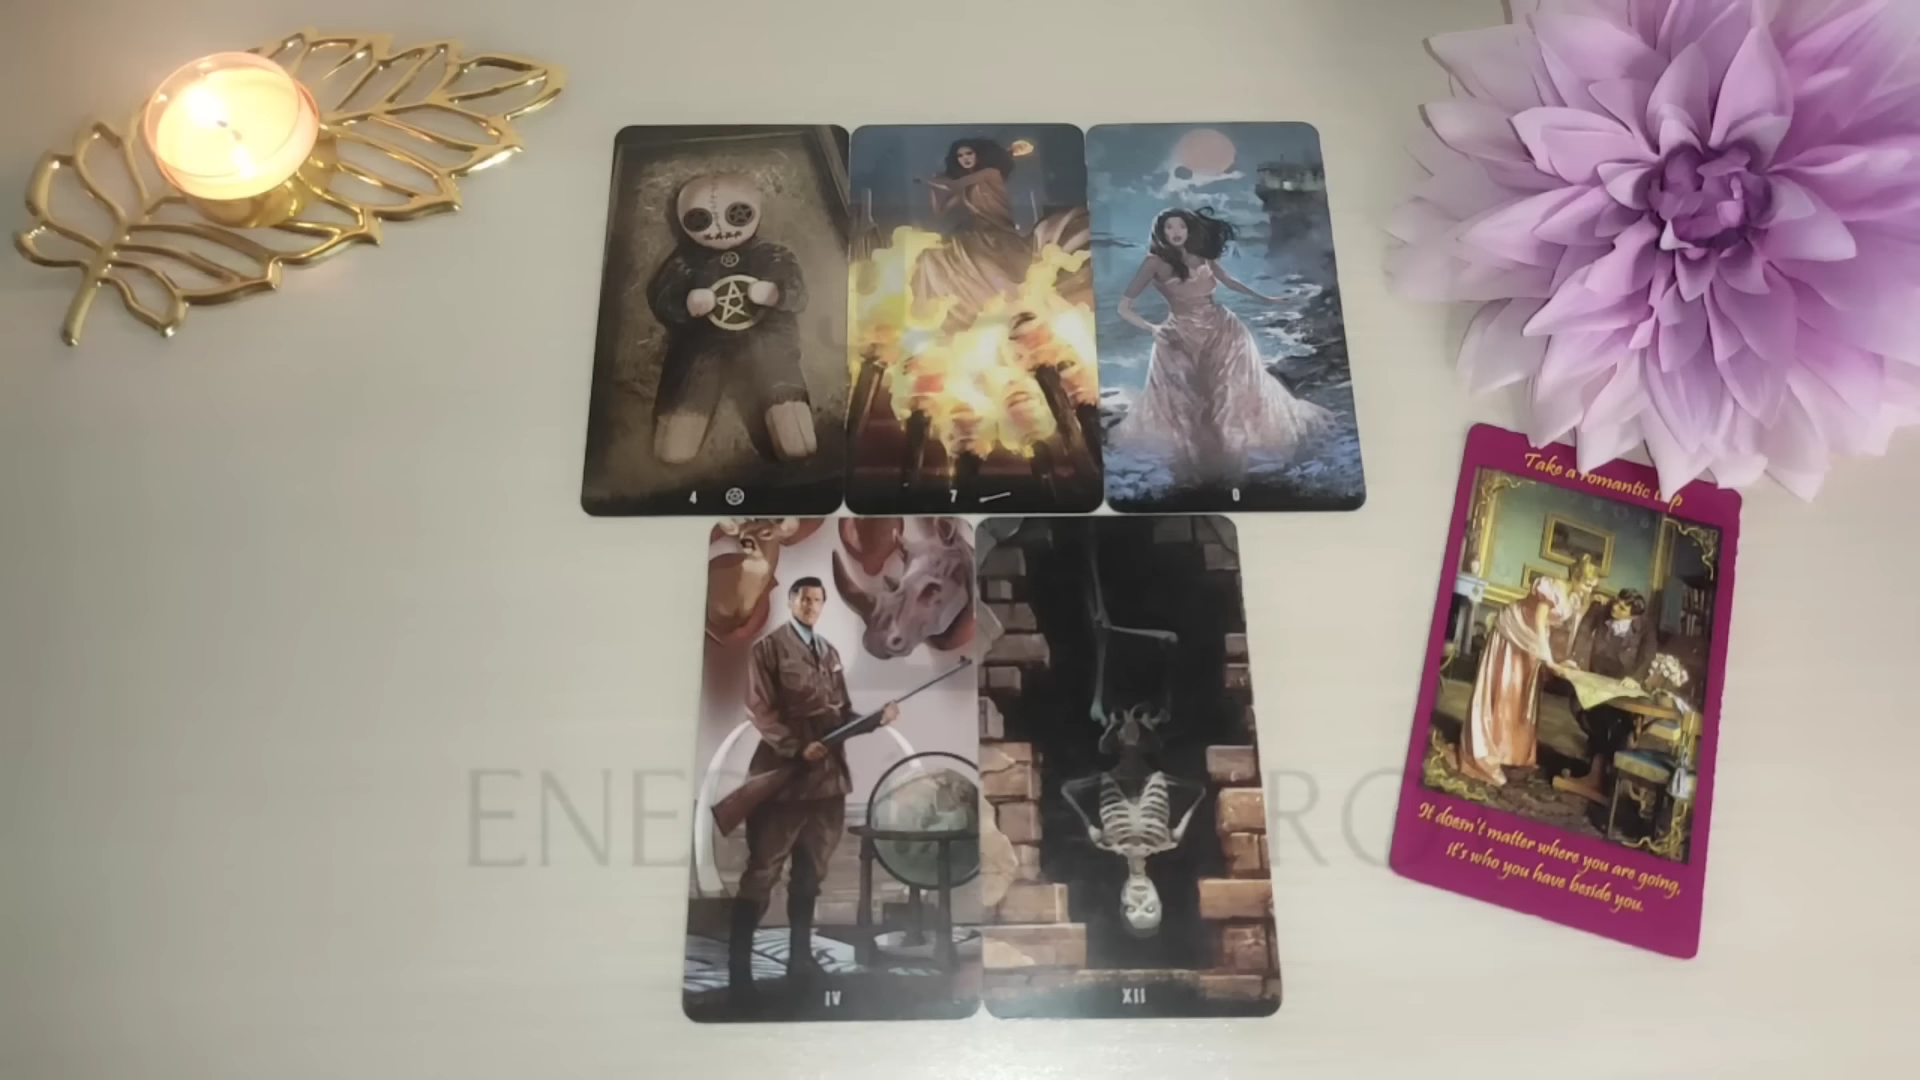 4
7
0
Take a romantic trip
IV
XII
It doesn't matter where you are going,
it's who you have beside you.